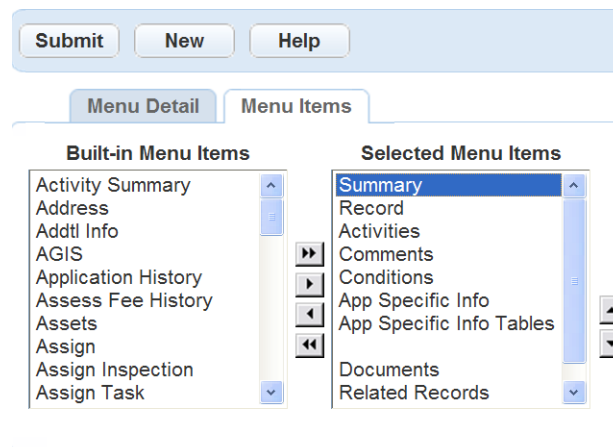 Submit New Help
Menu Detail Menu Items
Built-in Menu Items Selected Menu Items
Activity Summary Summary
Address Record
Addtl Info Activities
AGIS Comments
Application History Conditions
Assess Fee History App Specific Info
Assets App Specific Info Tables
Assign
Assign Inspection Documents
Assign Task Related Records